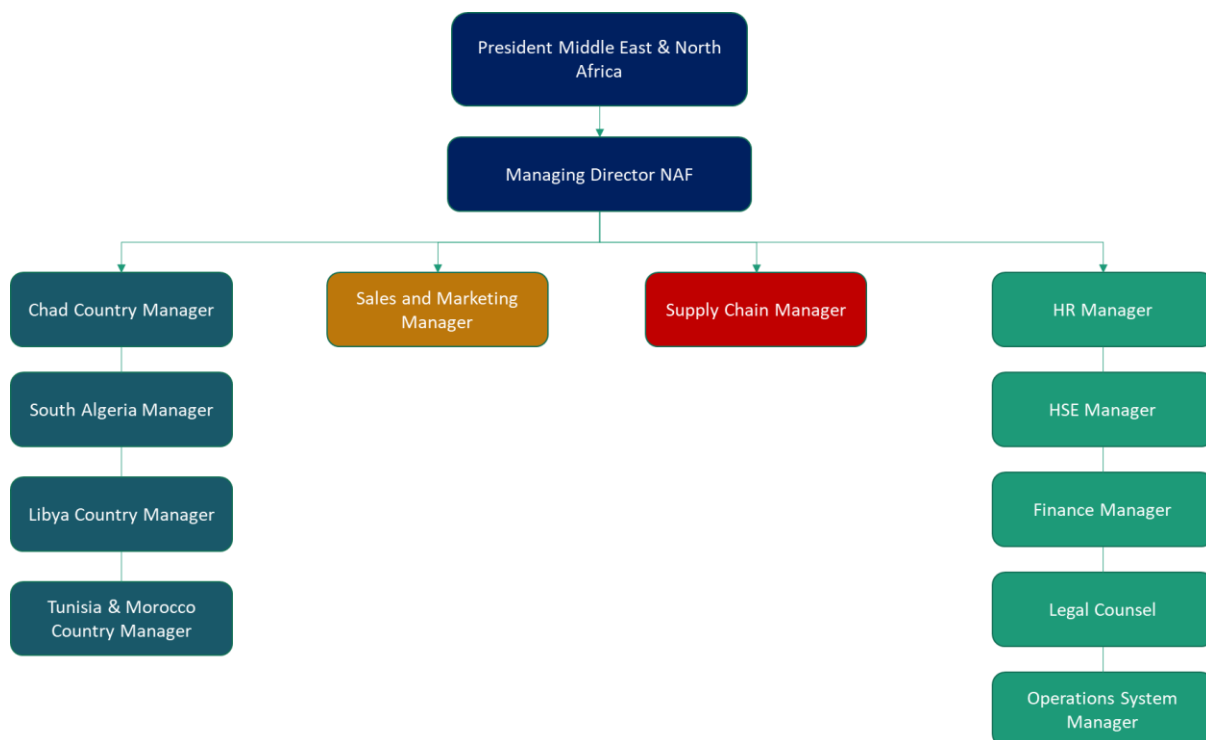 President Middle East & North
Africa
Managing Director NAF
Chad Country Manager
Sales and Marketing
Manager
Supply Chain Manager
HR Manager
South Algeria Manager
HSE Manager
Libya Country Manager
Finance Manager
Tunisia & Morocco
Country Manager
Legal Counsel
Operations System
Manager